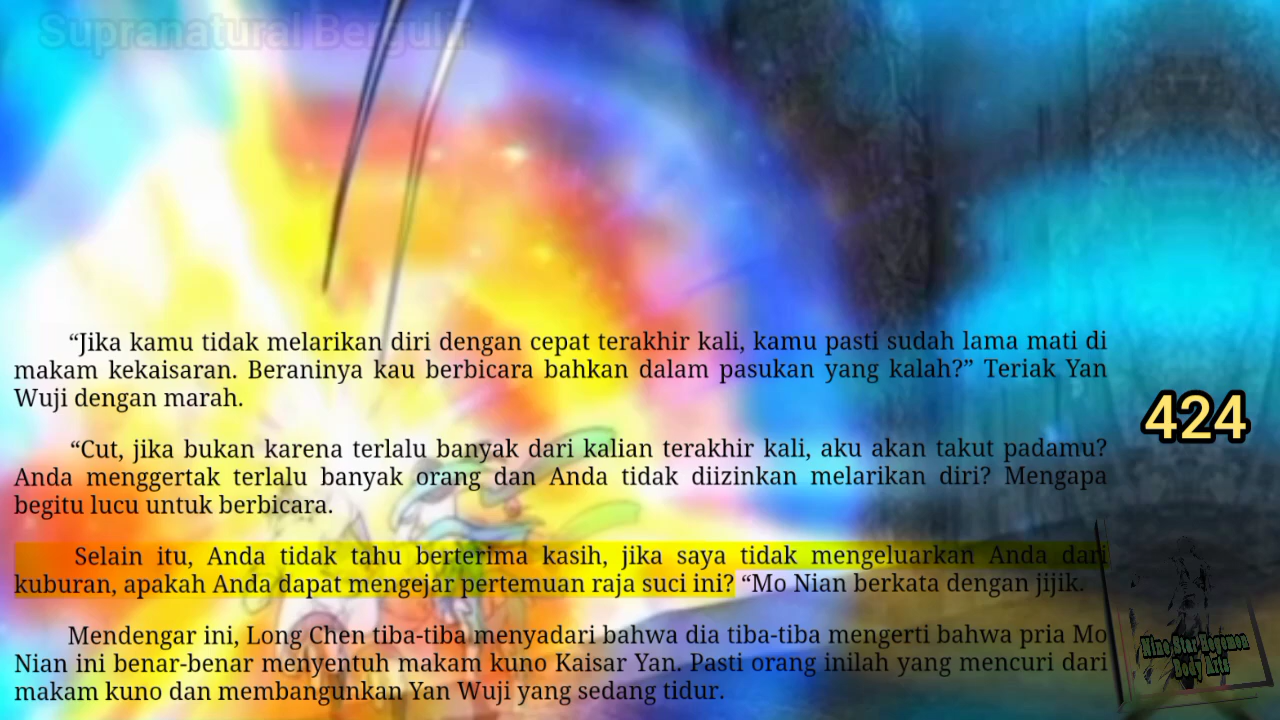 Supranatural Bergulir
“Jika kamu tidak melarikan diri dengan cepat terakhir kali, kamu pasti sudah lama mati di
makam kekaisaran. Beraninya kau berbicara bahkan dalam pasukan yang kalah?” Teriak Yan
Wuji dengan marah.
“Cut, jika bukan karena terlalu banyak dari kalian terakhir kali, aku akan takut padamu?
Anda menggertak terlalu banyak orang dan Anda tidak diizinkan melarikan diri? Mengapa
begitu lucu untuk berbicara.
Selain itu, Anda tidak tahu berterima kasih, jika saya tidak mengeluarkan Anda dari
kuburan, apakah Anda dapat mengejar pertemuan raja suci ini? “Mo Nian berkata dengan jijik.
Mendengar ini, Long Chen tiba-tiba menyadari bahwa dia tiba-tiba mengerti bahwa pria Mo
Nian ini benar-benar menyentuh makam kuno Kaisar Yan. Pasti orang inilah yang mencuri dari
makam kuno dan membangunkan Yan Wuji yang sedang tidur.
424
Nine Star Hegemon
Body Arts